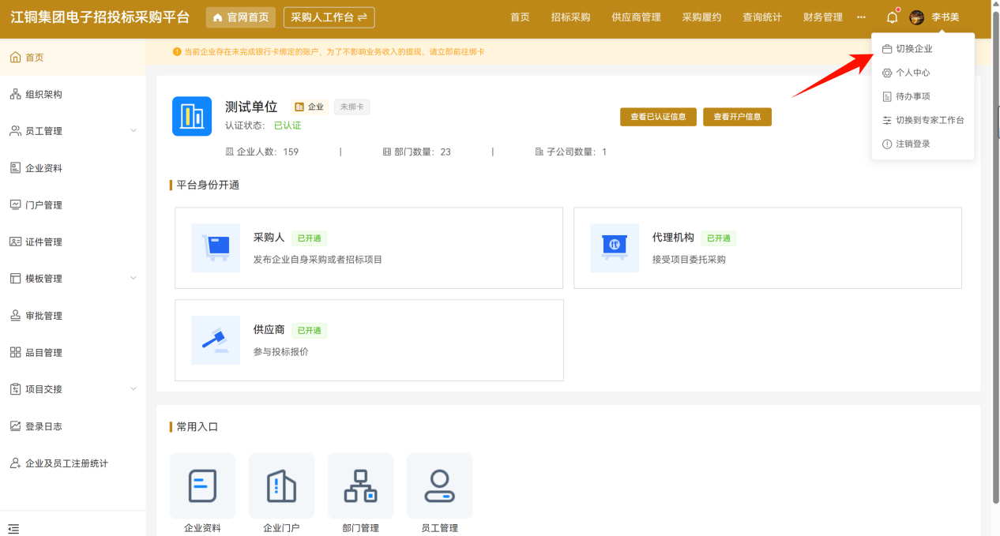 江铜集团电子招投标采购平台 官网首页 采购人工作台 首页 招标采购 供应商管理 采购履约 查询统计 财务管理 ··· 李书美
当前企业存在未完成银行卡绑定的账户，为了不影响业务收入的提现，请立即前往绑卡
切换企业
个人中心
待办事项
切换到专家工作台
注销登录
首页
组织架构
员工管理
企业资料
门户管理
证件管理
模板管理
审批管理
品目管理
项目交接
登录日志
企业及员工注册统计
测试单位 企业 未绑卡
认证状态： 已认证
查看已认证信息 查看开户信息
企业人数：159 | 部门数量：23 | 子公司数量：1
平台身份开通
采购人 已开通
发布企业自身采购或者招标项目
代理机构 已开通
接受项目委托采购
供应商 已开通
参与投标报价
常用入口
企业资料 企业门户 部门管理 员工管理